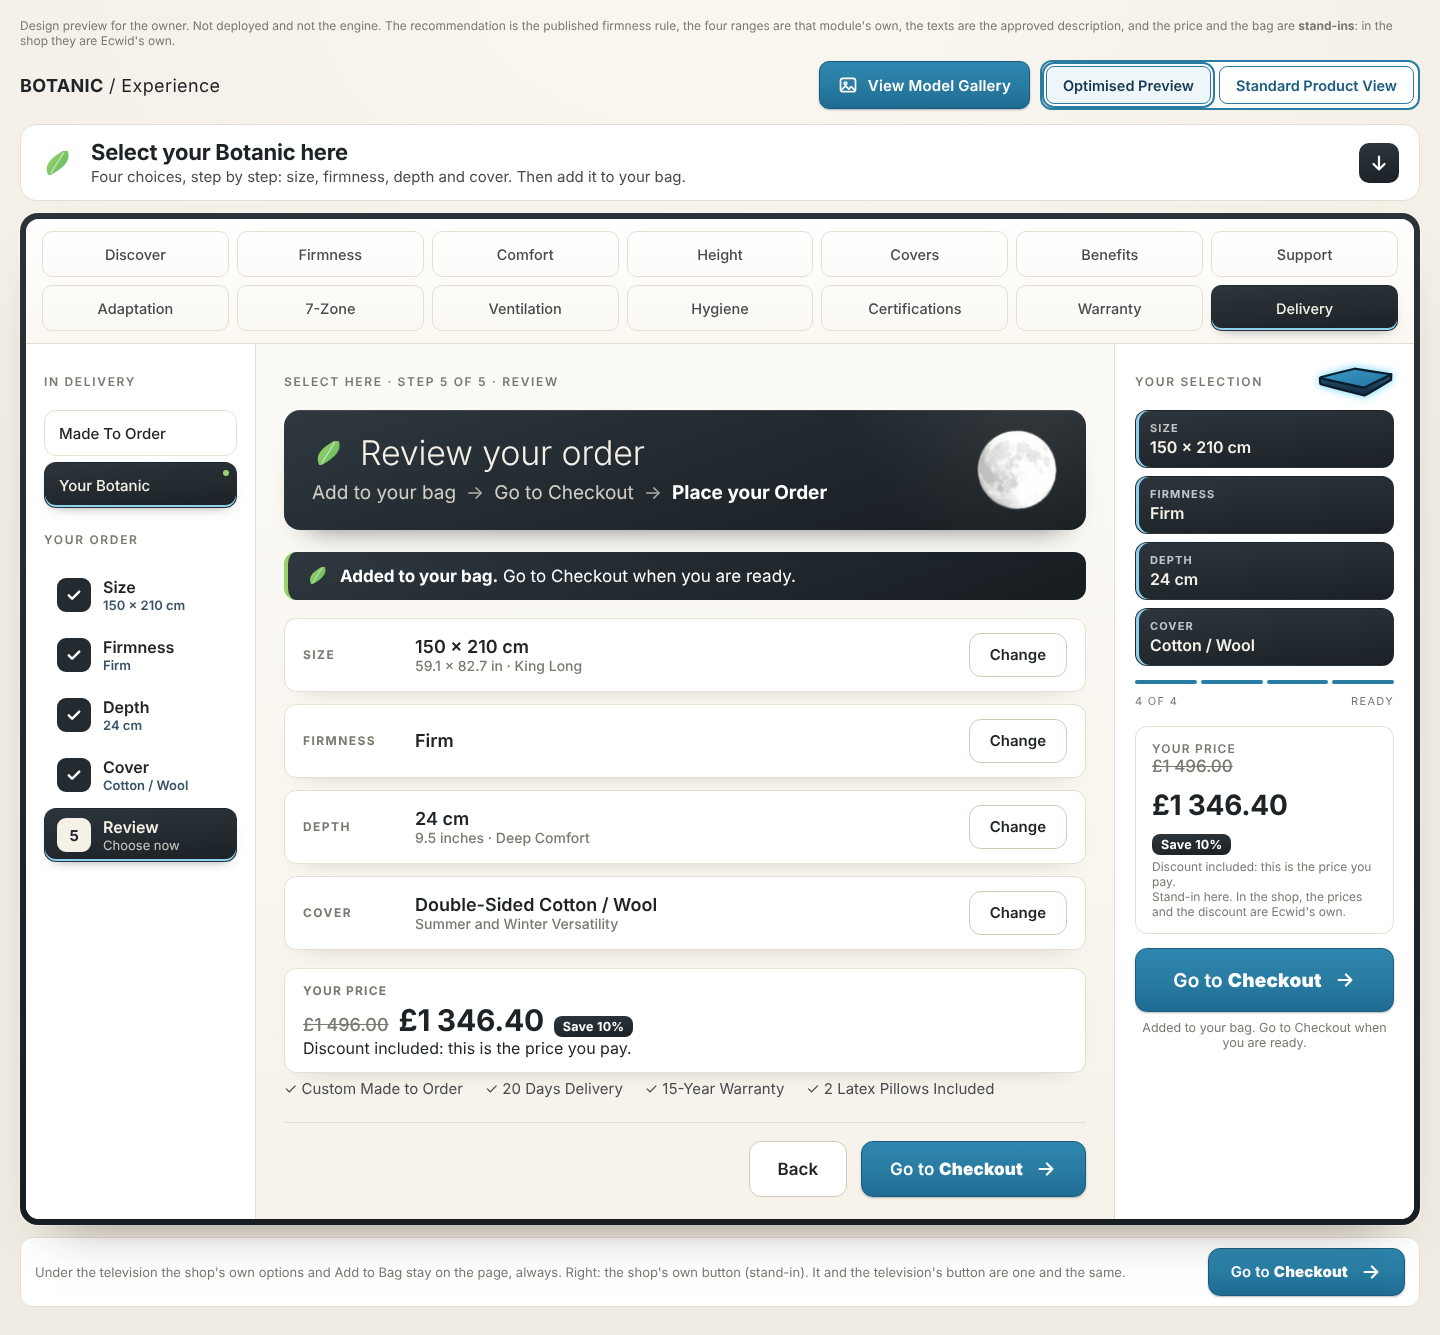 Design preview for the owner. Not deployed and not the engine. The recommendation is the published firmness rule, the four ranges are that module's own, the texts are the approved description, and the price and the bag are stand-ins: in the
shop they are Ecwid's own.
BOTANIC / Experience
View Model Gallery
Optimised Preview
Standard Product View
Select your Botanic here
Four choices, step by step: size, firmness, depth and cover. Then add it to your bag.
Discover
Firmness
Comfort
Height
Covers
Benefits
Support
Adaptation
7-Zone
Ventilation
Hygiene
Certifications
Warranty
Delivery
IN DELIVERY
Made To Order
Your Botanic
YOUR ORDER
Size
150 × 210 cm
Firmness
Firm
Depth
24 cm
Cover
Cotton / Wool
5
Review
Choose now
SELECT HERE · STEP 5 OF 5 · REVIEW
Review your order
Add to your bag → Go to Checkout → Place your Order
Added to your bag. Go to Checkout when you are ready.
SIZE
150 × 210 cm
59.1 × 82.7 in · King Long
Change
FIRMNESS
Firm
Change
DEPTH
24 cm
9.5 inches · Deep Comfort
Change
COVER
Double-Sided Cotton / Wool
Summer and Winter Versatility
Change
YOUR PRICE
£1 496.00 £1 346.40 Save 10%
Discount included: this is the price you pay.
✓ Custom Made to Order ✓ 20 Days Delivery ✓ 15-Year Warranty ✓ 2 Latex Pillows Included
Back
Go to Checkout →
YOUR SELECTION
SIZE
150 × 210 cm
FIRMNESS
Firm
DEPTH
24 cm
COVER
Cotton / Wool
4 OF 4
READY
YOUR PRICE
£1 496.00
£1 346.40
Save 10%
Discount included: this is the price you
pay.
Stand-in here. In the shop, the prices
and the discount are Ecwid's own.
Go to Checkout →
Added to your bag. Go to Checkout when
you are ready.
Under the television the shop's own options and Add to Bag stay on the page, always. Right: the shop's own button (stand-in). It and the television's button are one and the same.
Go to Checkout →